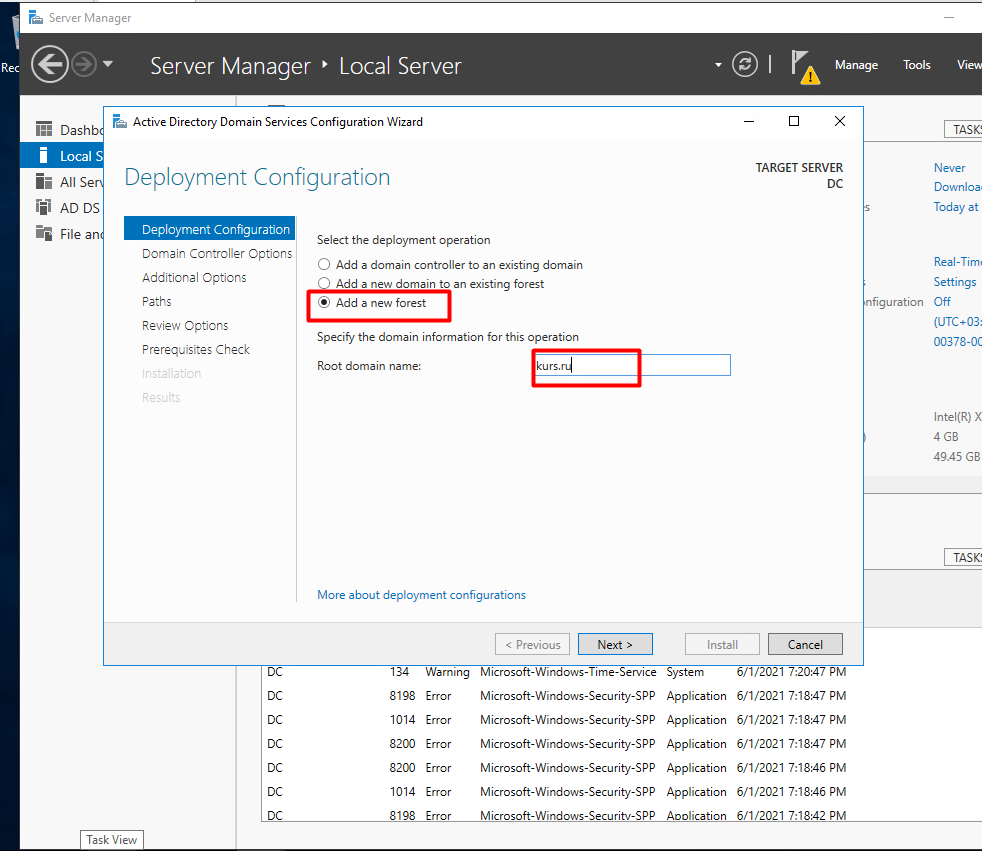 Server Manager
Rec
Server Manager Local Server
Manage Tools View
Dashbo
Local S
All Serv
AD DS
File and
Active Directory Domain Services Configuration Wizard
Deployment Configuration
TARGET SERVER
DC
Deployment Configuration
Domain Controller Options
Additional Options
Paths
Review Options
Prerequisites Check
Installation
Results
Select the deployment operation
Add a domain controller to an existing domain
Add a new domain to an existing forest
Add a new forest
Specify the domain information for this operation
Root domain name: kurs.ru
More about deployment configurations
< Previous Next > Install Cancel
TASKS
Never
Downloa
es Today at
Real-Time
Settings
onfiguration Off
(UTC+03:
00378-00
Intel(R) X
4 GB
49.45 GB
TASKS
DC 134 Warning Microsoft-Windows-Time-Service System 6/1/2021 7:20:47 PM
DC 8198 Error Microsoft-Windows-Security-SPP Application 6/1/2021 7:18:47 PM
DC 1014 Error Microsoft-Windows-Security-SPP Application 6/1/2021 7:18:47 PM
DC 8200 Error Microsoft-Windows-Security-SPP Application 6/1/2021 7:18:47 PM
DC 8200 Error Microsoft-Windows-Security-SPP Application 6/1/2021 7:18:46 PM
DC 1014 Error Microsoft-Windows-Security-SPP Application 6/1/2021 7:18:46 PM
DC 8198 Error Microsoft-Windows-Security-SPP Application 6/1/2021 7:18:42 PM
Task View